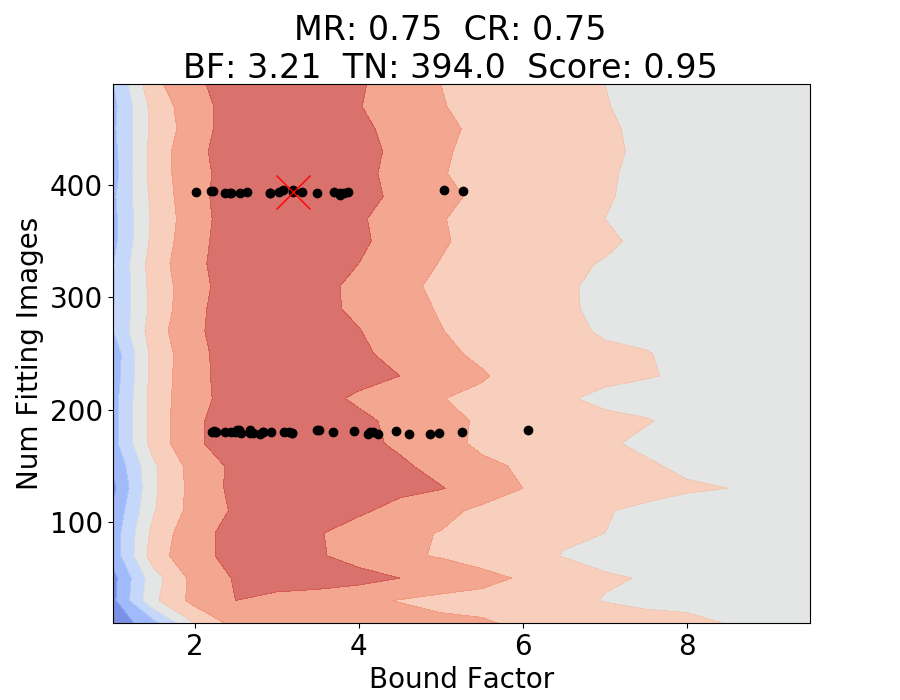 MR: 0.75  CR: 0.75
BF: 3.21  TN: 394.0  Score: 0.95
Num Fitting Images
400
300
200
100
2 4 6 8
Bound Factor